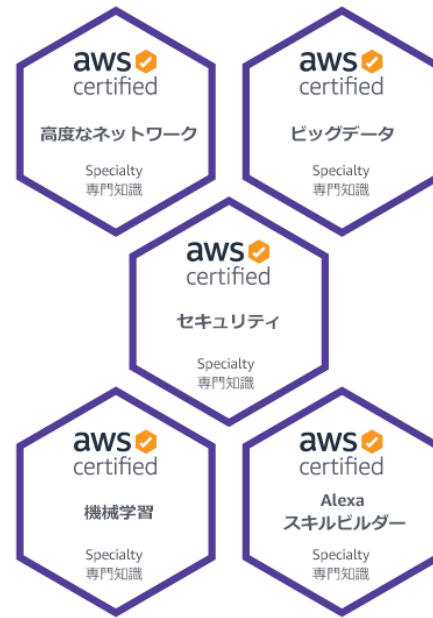 aws
certified
高度なネットワーク
Specialty
専門知識
aws
certified
ビッグデータ
Specialty
専門知識
aws
certified
セキュリティ
Specialty
専門知識
aws
certified
機械学習
Specialty
専門知識
aws
certified
Alexa
スキルビルダー
Specialty
専門知識